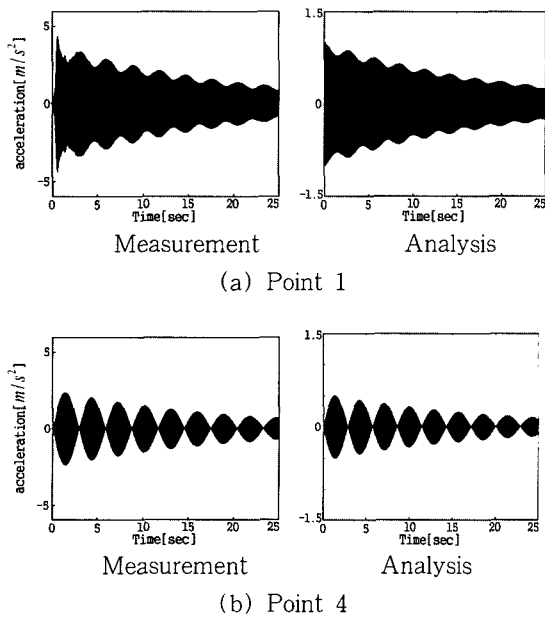 5
0
-5
acceleration[m/s²]
0 5 10 15 20 25
Time[sec]
Measurement
1.5
0
-1.5
0 5 10 15 20 25
Time[sec]
Analysis
(a) Point 1
5
0
-5
acceleration[m/s²]
0 5 10 15 20 25
Time[sec]
Measurement
1.5
0
-1.5
0 5 10 15 20 25
Time[sec]
Analysis
(b) Point 4